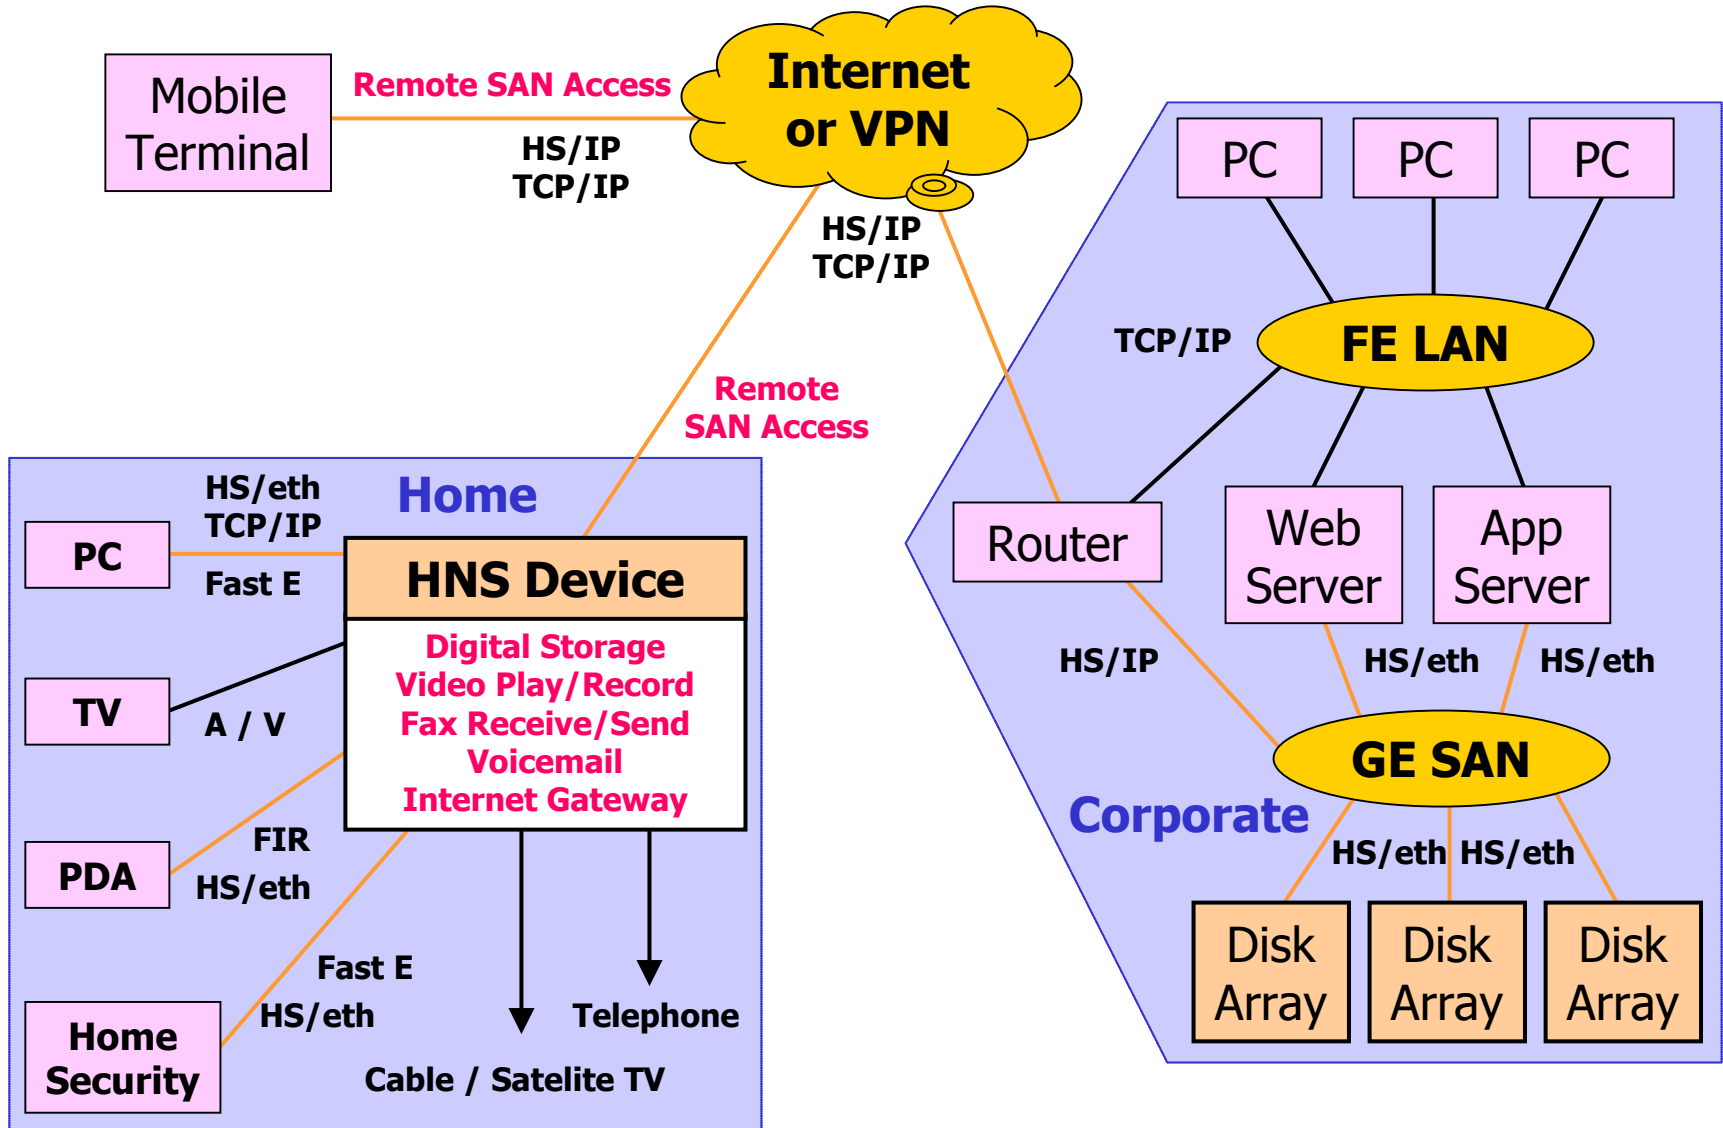 Mobile
Terminal
Remote SAN Access
HS/IP
TCP/IP
Internet
or VPN
HS/IP
TCP/IP
Remote
SAN Access
Home
HS/eth
TCP/IP
PC
Fast E
HNS Device
Digital Storage
Video Play/Record
Fax Receive/Send
Voicemail
Internet Gateway
TV
A / V
PDA
FIR
HS/eth
Home
Security
Fast E
HS/eth
Telephone
Cable / Satelite TV
PC
PC
PC
TCP/IP
FE LAN
Router
Web
Server
App
Server
HS/IP
HS/eth
HS/eth
GE SAN
Corporate
HS/eth
HS/eth
Disk
Array
Disk
Array
Disk
Array